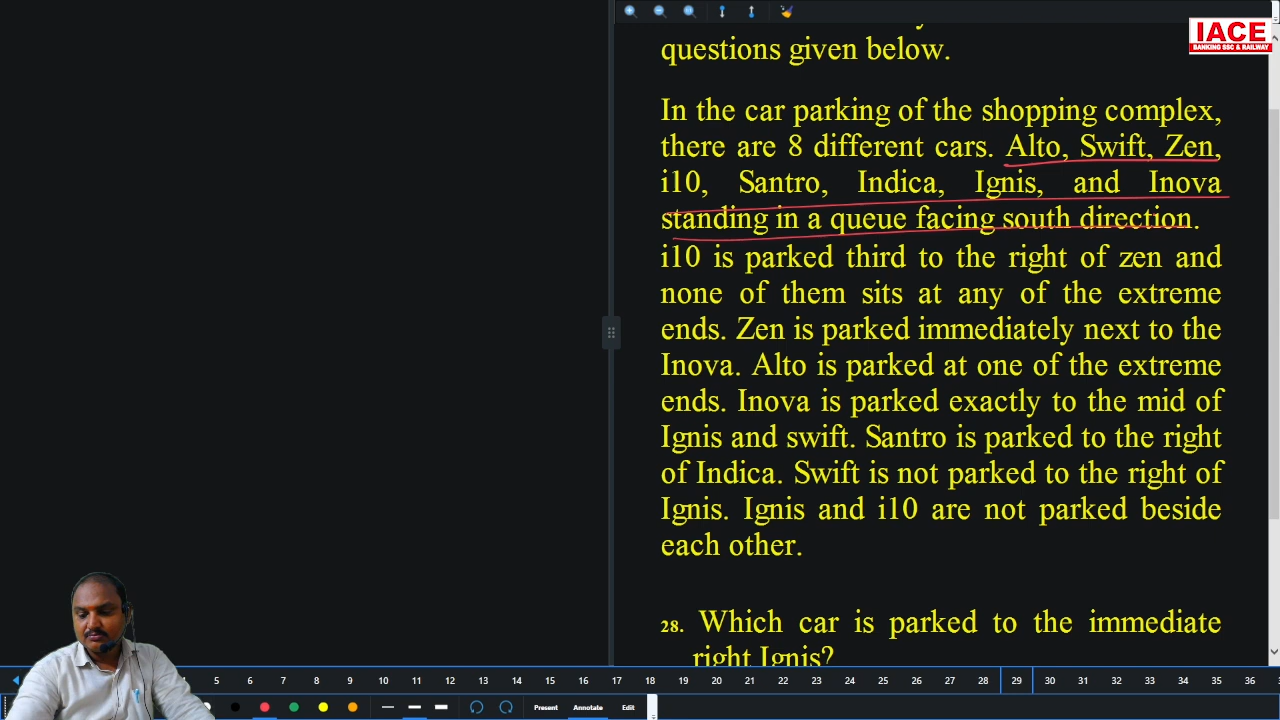 IACE
BANKING SSC & RAILWAY
questions given below.
In the car parking of the shopping complex,
there are 8 different cars. Alto, Swift, Zen,
i10, Santro, Indica, Ignis, and Inova
standing in a queue facing south direction.
i10 is parked third to the right of zen and
none of them sits at any of the extreme
ends. Zen is parked immediately next to the
Inova. Alto is parked at one of the extreme
ends. Inova is parked exactly to the mid of
Ignis and swift. Santro is parked to the right
of Indica. Swift is not parked to the right of
Ignis. Ignis and i10 are not parked beside
each other.
28. Which car is parked to the immediate
right Ignis?
4 5 6 7 8 9 10 11 12 13 14 15 16 17 18 19 20 21 22 23 24 25 26 27 28 29 30 31 32 33 34 35 36
Present Annotate Edit